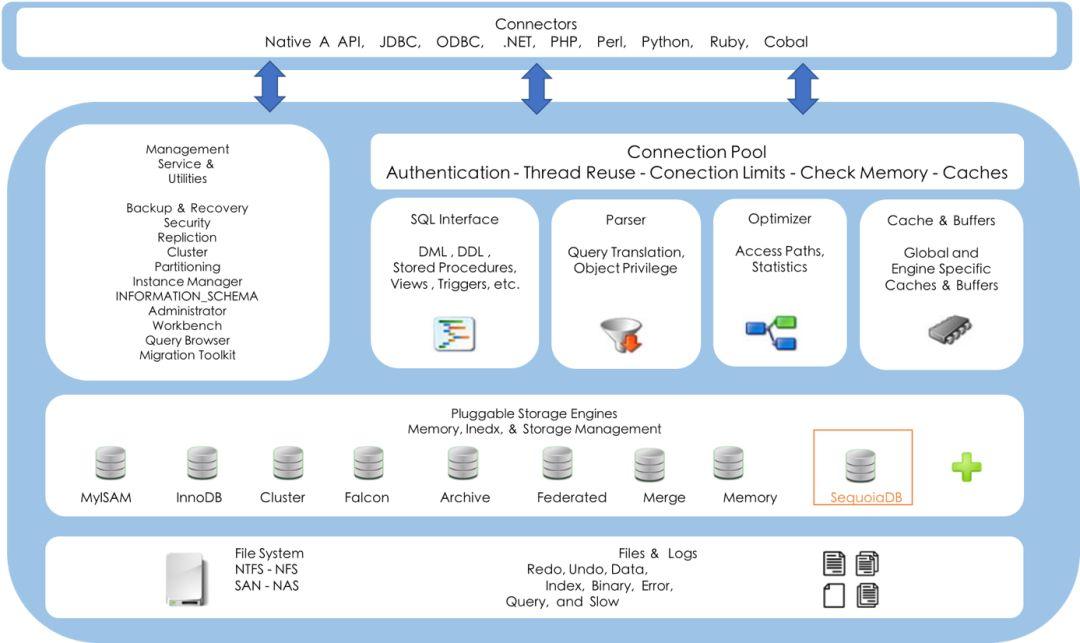 Connectors
Native A API, JDBC, ODBC, .NET, PHP, Perl, Python, Ruby, Cobal
Management
Service &
Utilities
Backup & Recovery
Security
Repliction
Cluster
Partitioning
Instance Manager
INFORMATION_SCHEMA
Administrator
Workbench
Query Browser
Migration Toolkit
Connection Pool
Authentication - Thread Reuse - Conection Limits - Check Memory - Caches
SQL Interface
DML , DDL ,
Stored Procedures,
Views , Triggers, etc.
Parser
Query Translation,
Object Privilege
Optimizer
Access Paths,
Statistics
Cache & Buffers
Global and
Engine Specific
Caches & Buffers
Pluggable Storage Engines
Memory, Inedx, & Storage Management
MyISAM
InnoDB
Cluster
Falcon
Archive
Federated
Merge
Memory
SequoiaDB
File System
NTFS - NFS
SAN - NAS
Files & Logs
Redo, Undo, Data,
Index, Binary, Error,
Query, and Slow